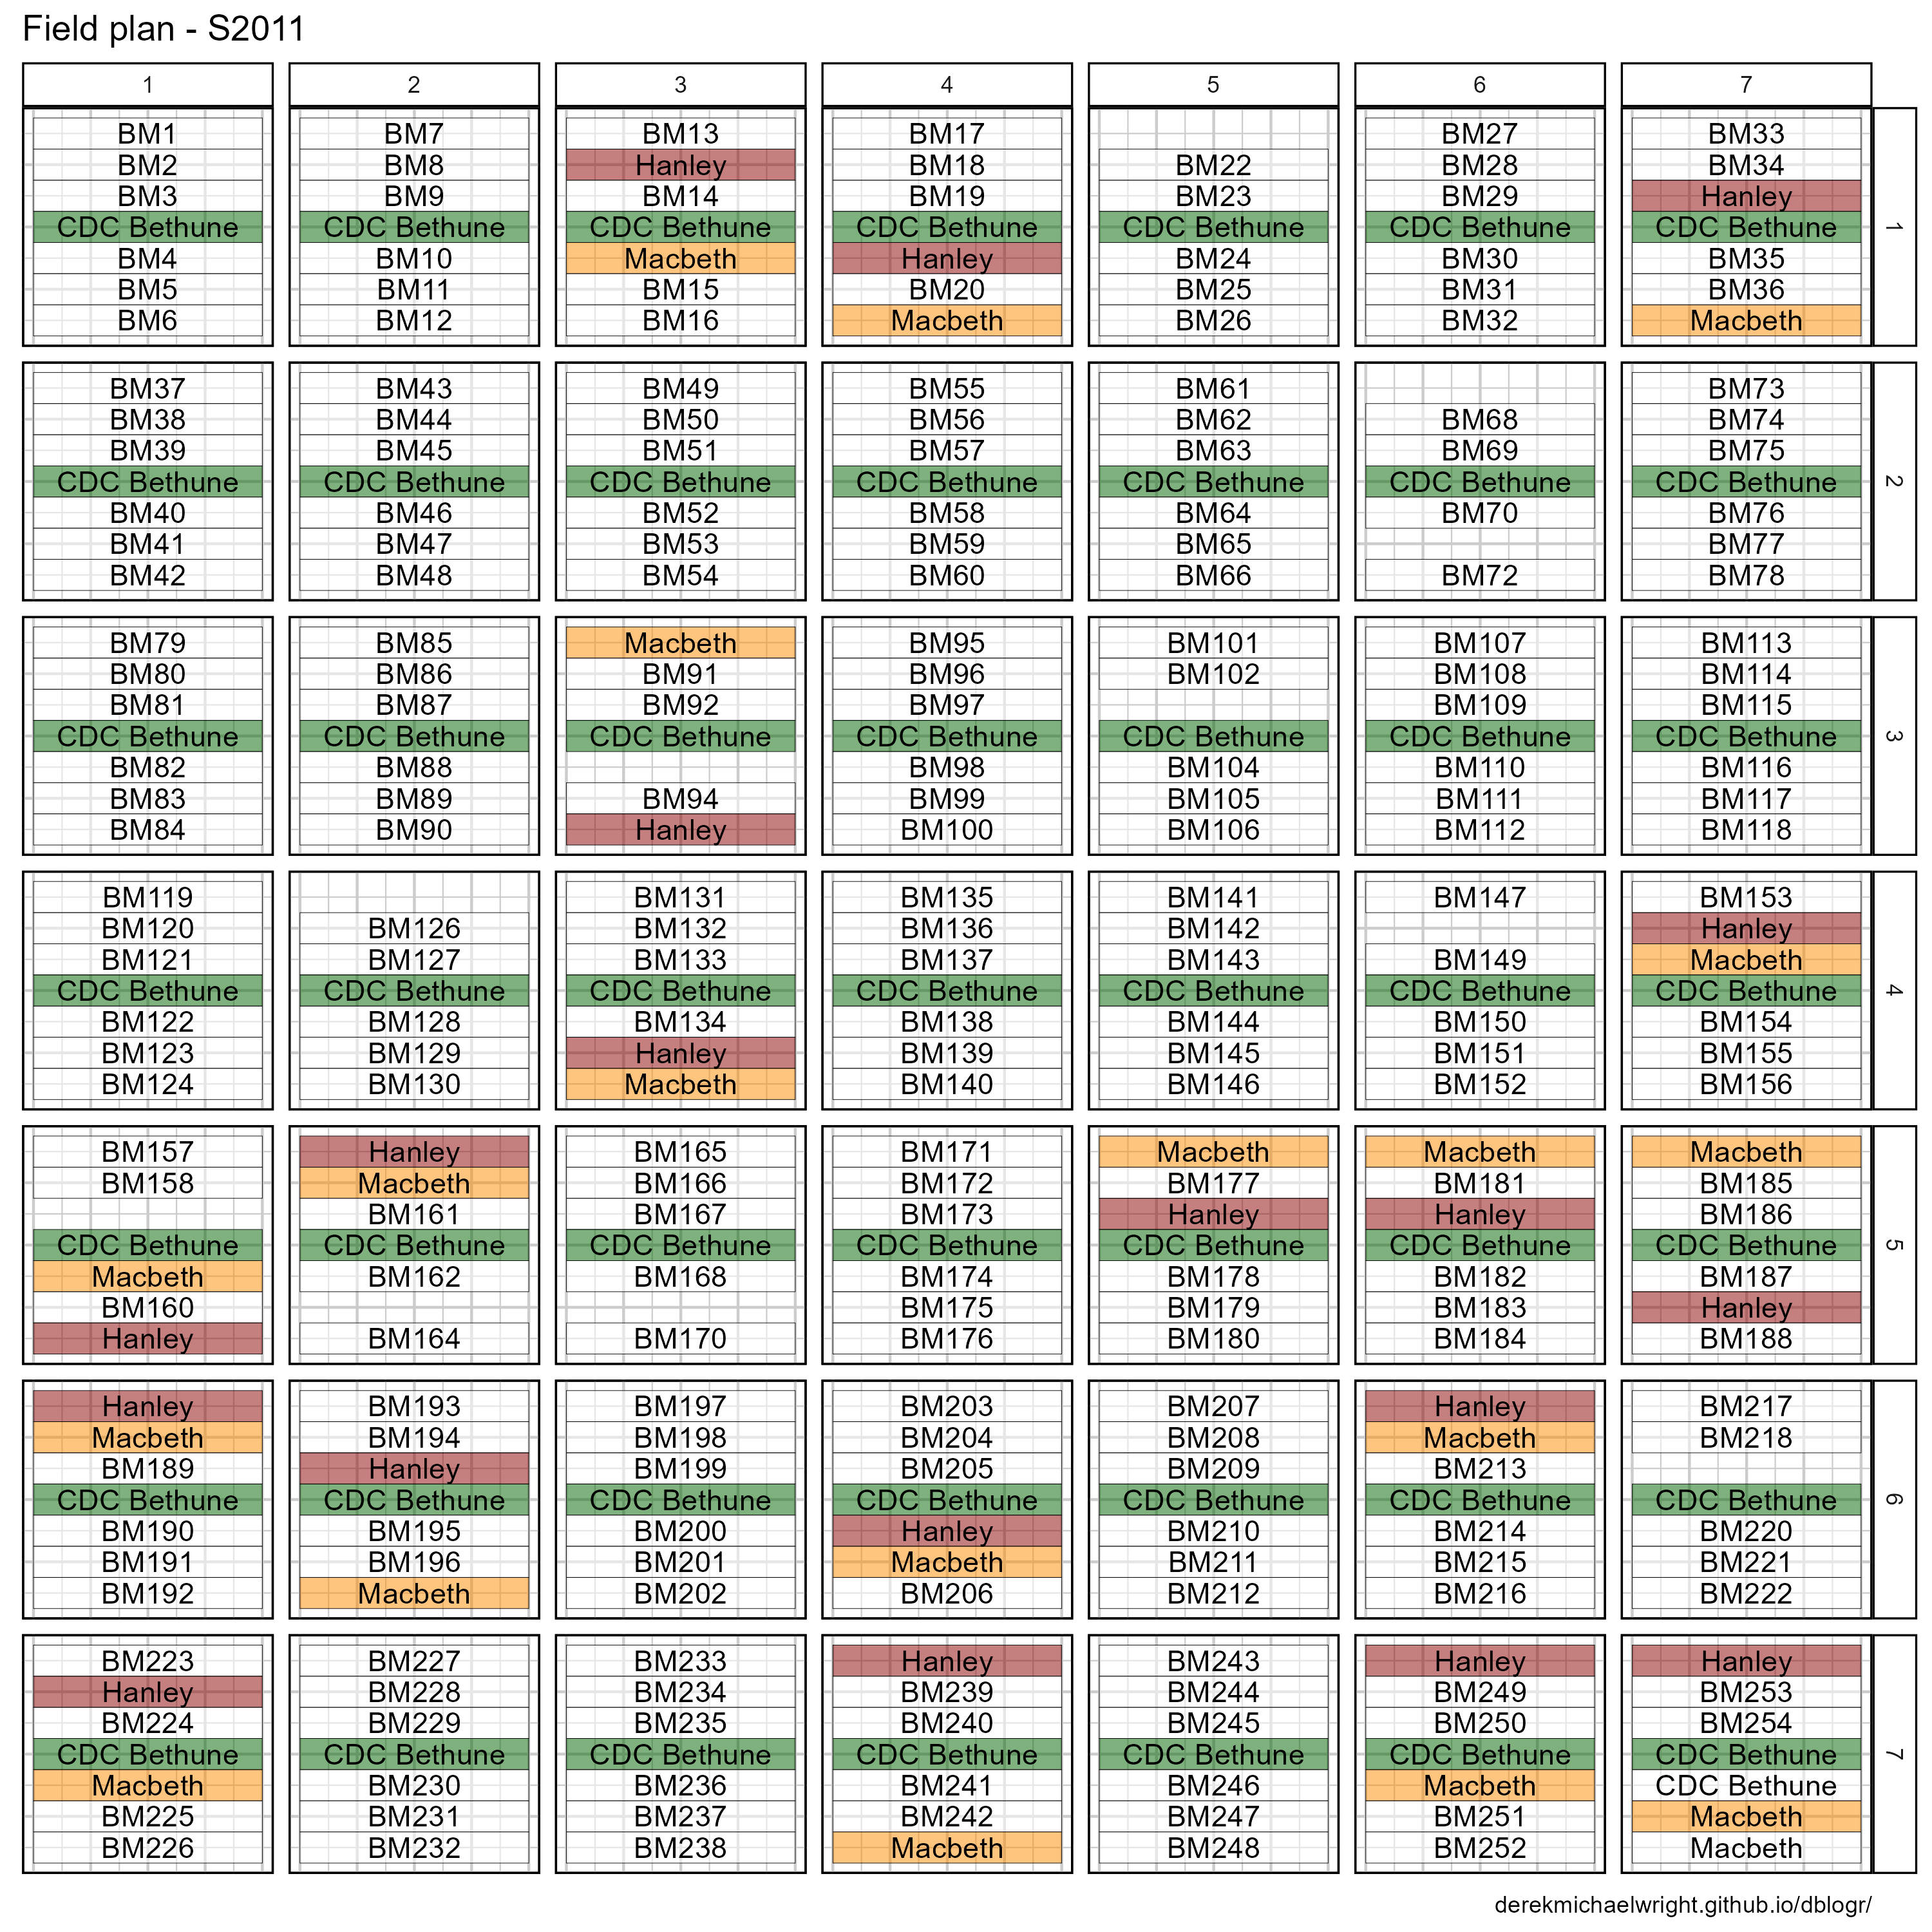 Field plan - S2011
1 2 3 4 5 6 7
BM1 BM7 BM13 BM17 BM27 BM33
BM2 BM8 Hanley BM18 BM22 BM28 BM34
BM3 BM9 BM14 BM19 BM23 BM29 Hanley
CDC Bethune CDC Bethune CDC Bethune CDC Bethune CDC Bethune CDC Bethune CDC Bethune 1
BM4 BM10 Macbeth Hanley BM24 BM30 BM35
BM5 BM11 BM15 BM20 BM25 BM31 BM36
BM6 BM12 BM16 Macbeth BM26 BM32 Macbeth
BM37 BM43 BM49 BM55 BM61 BM73
BM38 BM44 BM50 BM56 BM62 BM68 BM74
BM39 BM45 BM51 BM57 BM63 BM69 BM75
CDC Bethune CDC Bethune CDC Bethune CDC Bethune CDC Bethune CDC Bethune CDC Bethune 2
BM40 BM46 BM52 BM58 BM64 BM70 BM76
BM41 BM47 BM53 BM59 BM65 BM77
BM42 BM48 BM54 BM60 BM66 BM72 BM78
BM79 BM85 Macbeth BM95 BM101 BM107 BM113
BM80 BM86 BM91 BM96 BM102 BM108 BM114
BM81 BM87 BM92 BM97 BM109 BM115
CDC Bethune CDC Bethune CDC Bethune CDC Bethune CDC Bethune CDC Bethune CDC Bethune 3
BM82 BM88 BM98 BM104 BM110 BM116
BM83 BM89 BM94 BM99 BM105 BM111 BM117
BM84 BM90 Hanley BM100 BM106 BM112 BM118
BM119 BM131 BM135 BM141 BM147 BM153
BM120 BM126 BM132 BM136 BM142 Hanley
BM121 BM127 BM133 BM137 BM143 BM149 Macbeth
CDC Bethune CDC Bethune CDC Bethune CDC Bethune CDC Bethune CDC Bethune CDC Bethune 4
BM122 BM128 BM134 BM138 BM144 BM150 BM154
BM123 BM129 Hanley BM139 BM145 BM151 BM155
BM124 BM130 Macbeth BM140 BM146 BM152 BM156
BM157 Hanley BM165 BM171 Macbeth Macbeth Macbeth
BM158 Macbeth BM166 BM172 BM177 BM181 BM185
BM161 BM167 BM173 Hanley Hanley BM186
CDC Bethune CDC Bethune CDC Bethune CDC Bethune CDC Bethune CDC Bethune CDC Bethune 5
Macbeth BM162 BM168 BM174 BM178 BM182 BM187
BM160 BM175 BM179 BM183 Hanley
Hanley BM164 BM170 BM176 BM180 BM184 BM188
Hanley BM193 BM197 BM203 BM207 Hanley BM217
Macbeth BM194 BM198 BM204 BM208 Macbeth BM218
BM189 Hanley BM199 BM205 BM209 BM213
CDC Bethune CDC Bethune CDC Bethune CDC Bethune CDC Bethune CDC Bethune CDC Bethune 6
BM190 BM195 BM200 Hanley BM210 BM214 BM220
BM191 BM196 BM201 Macbeth BM211 BM215 BM221
BM192 Macbeth BM202 BM206 BM212 BM216 BM222
BM223 BM227 BM233 Hanley BM243 Hanley Hanley
Hanley BM228 BM234 BM239 BM244 BM249 BM253
BM224 BM229 BM235 BM240 BM245 BM250 BM254
CDC Bethune CDC Bethune CDC Bethune CDC Bethune CDC Bethune CDC Bethune CDC Bethune 7
Macbeth BM230 BM236 BM241 BM246 Macbeth CDC Bethune
BM225 BM231 BM237 BM242 BM247 BM251 Macbeth
BM226 BM232 BM238 Macbeth BM248 BM252 Macbeth
derekmichaelwright.github.io/dblogr/